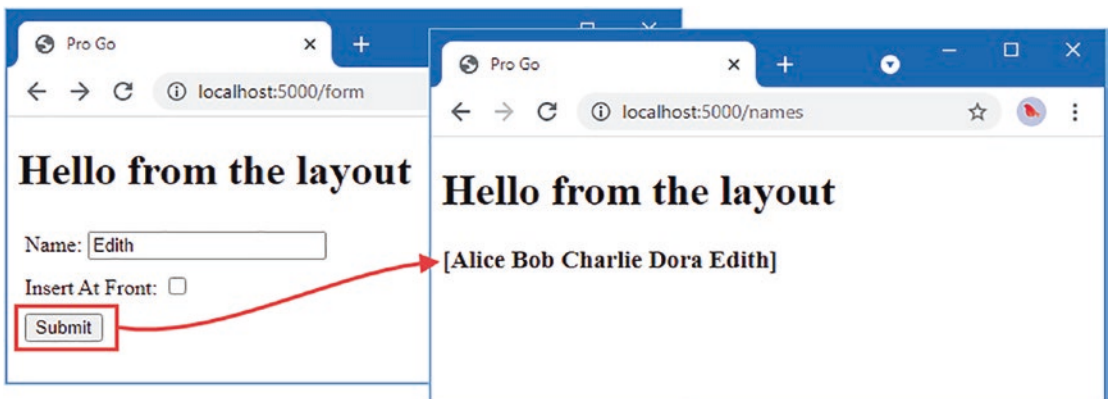 Pro Go
localhost:5000/form
Hello from the layout
Name: Edith
Insert At Front:
Submit
Pro Go
localhost:5000/names
Hello from the layout
[Alice Bob Charlie Dora Edith]